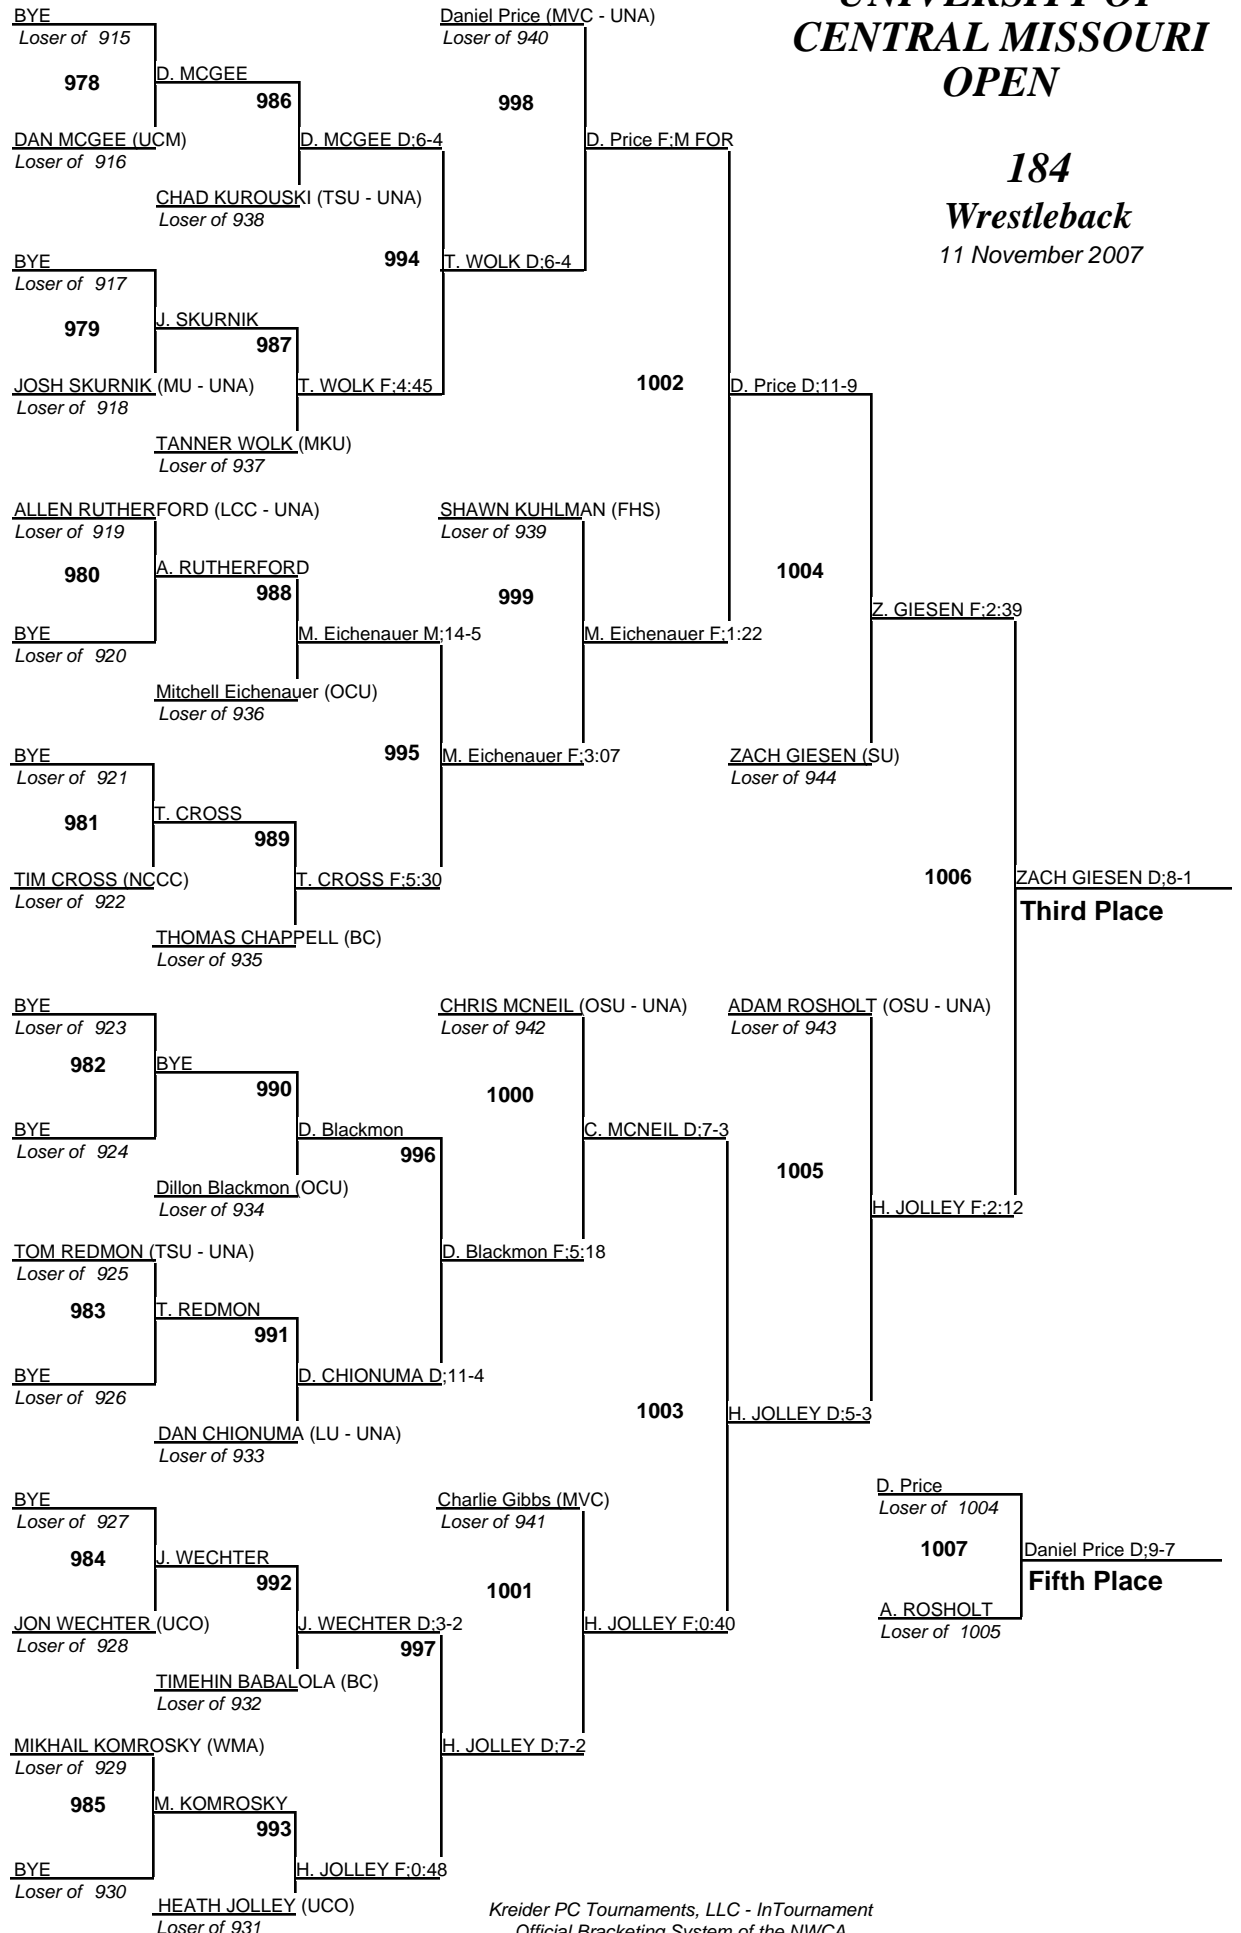 UNIVERSITY OF
CENTRAL MISSOURI
OPEN
184
Wrestleback
11 November 2007
BYE
Loser of 915
978
D. MCGEE
986
DAN MCGEE (UCM)
Loser of 916
D. MCGEE D;6-4
CHAD KUROUSKI (TSU - UNA)
Loser of 938
994
Daniel Price (MVC - UNA)
Loser of 940
998
D. Price F;M FOR
T. WOLK D;6-4
BYE
Loser of 917
979
J. SKURNIK
987
JOSH SKURNIK (MU - UNA)
Loser of 918
T. WOLK F;4:45
TANNER WOLK (MKU)
Loser of 937
1002
D. Price D;11-9
ALLEN RUTHERFORD (LCC - UNA)
Loser of 919
980
A. RUTHERFORD
988
BYE
Loser of 920
M. Eichenauer M;14-5
Mitchell Eichenauer (OCU)
Loser of 936
SHAWN KUHLMAN (FHS)
Loser of 939
999
M. Eichenauer F;1:22
1004
Z. GIESEN F;2:39
995
M. Eichenauer F;3:07
ZACH GIESEN (SU)
Loser of 944
BYE
Loser of 921
981
T. CROSS
989
TIM CROSS (NCCC)
Loser of 922
T. CROSS F;5:30
THOMAS CHAPPELL (BC)
Loser of 935
1006
ZACH GIESEN D;8-1
Third Place
BYE
Loser of 923
982
BYE
990
BYE
Loser of 924
D. Blackmon
996
Dillon Blackmon (OCU)
Loser of 934
CHRIS MCNEIL (OSU - UNA)
Loser of 942
1000
C. MCNEIL D;7-3
ADAM ROSHOLT (OSU - UNA)
Loser of 943
1005
H. JOLLEY F;2:12
TOM REDMON (TSU - UNA)
Loser of 925
D. Blackmon F;5:18
983
T. REDMON
991
BYE
Loser of 926
D. CHIONUMA D;11-4
DAN CHIONUMA (LU - UNA)
Loser of 933
1003
H. JOLLEY D;5-3
BYE
Loser of 927
984
J. WECHTER
992
JON WECHTER (UCO)
Loser of 928
J. WECHTER D;3-2
997
TIMEHIN BABALOLA (BC)
Loser of 932
Charlie Gibbs (MVC)
Loser of 941
1001
H. JOLLEY F;0:40
D. Price
Loser of 1004
1007
Daniel Price D;9-7
Fifth Place
A. ROSHOLT
Loser of 1005
MIKHAIL KOMROSKY (WMA)
Loser of 929
H. JOLLEY D;7-2
985
M. KOMROSKY
993
BYE
Loser of 930
H. JOLLEY F;0:48
HEATH JOLLEY (UCO)
Loser of 931
Kreider PC Tournaments, LLC - InTournament
Official Bracketing System of the NWCA